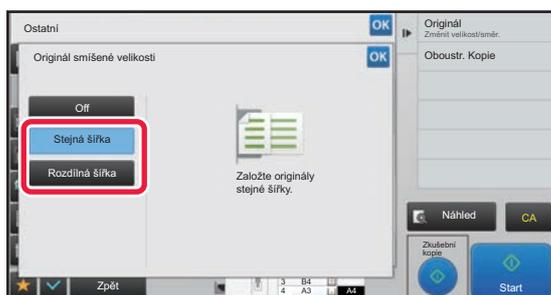 Ostatní
OK
Originál smíšené velikosti
OK
Off
Stejná šířka
Rozdílná šířka
Založte originály
stejné šířky.
Originál
Změnit velikost/směr.
Oboustr. Kopie
Náhled
CA
Zkušební
kopie
Start
Zpět
3 B4
4 A3
A4